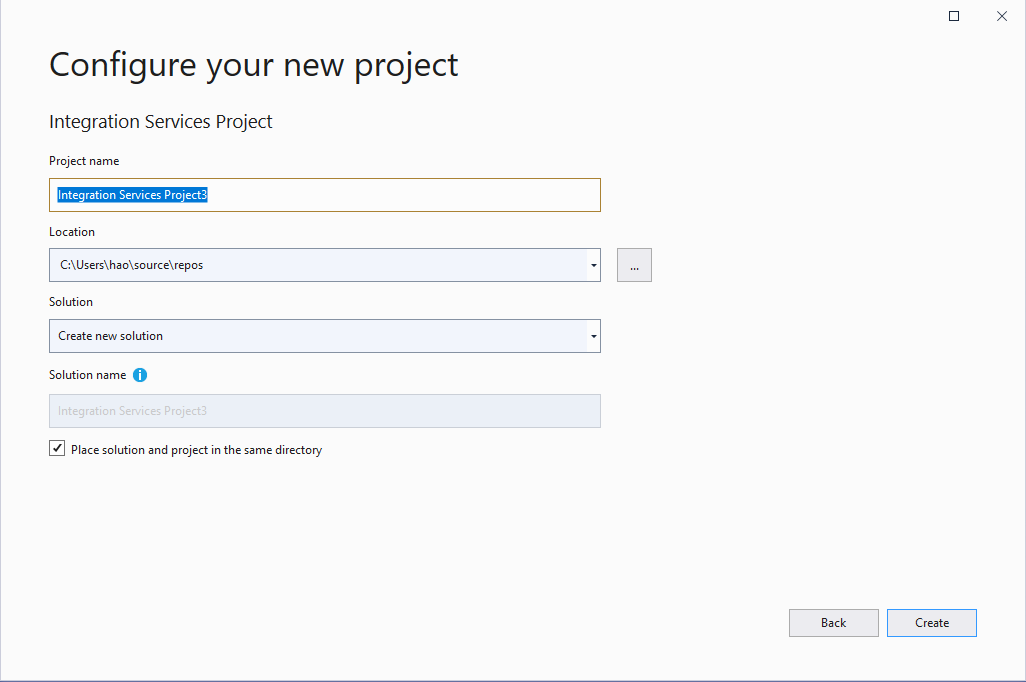 Configure your new project
Integration Services Project
Project name
Integration Services Project3
Location
C:\Users\hao\source\repos
...
Solution
Create new solution
Solution name
Integration Services Project3
Place solution and project in the same directory
Back
Create